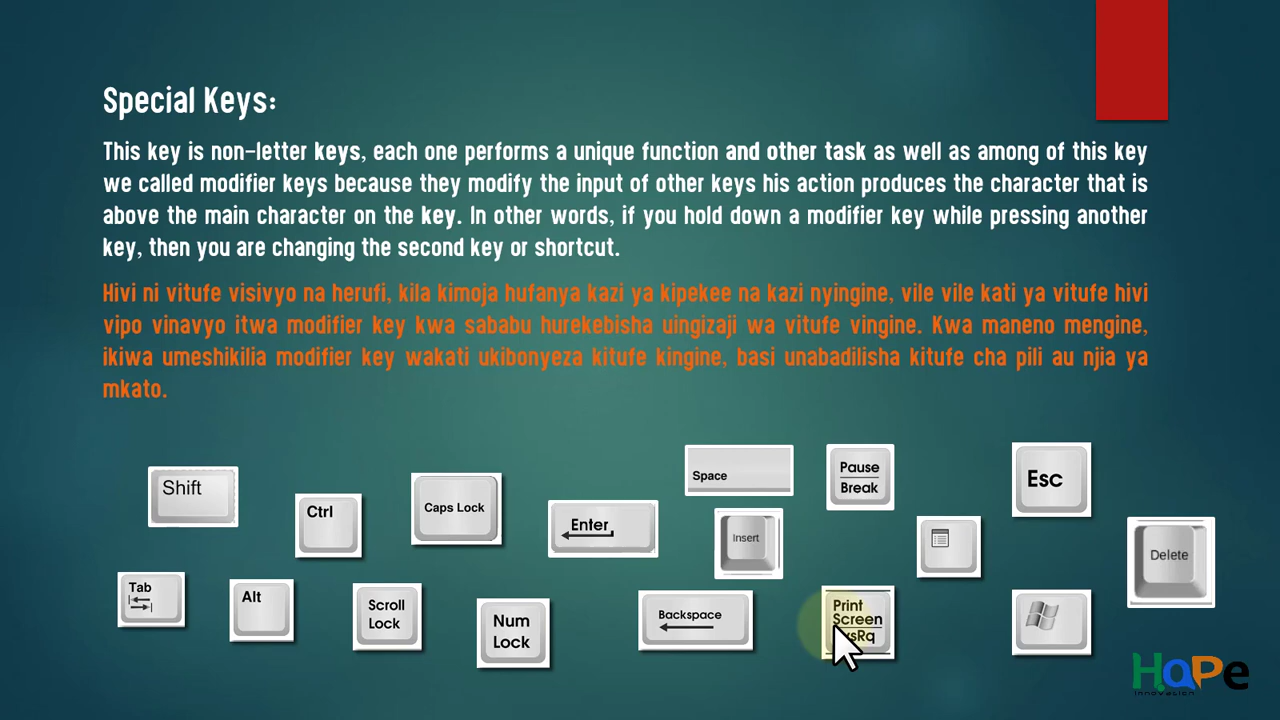 Special Keys:
This key is non-letter keys, each one performs a unique function and other task as well as among of this key
we called modifier keys because they modify the input of other keys his action produces the character that is
above the main character on the key. In other words, if you hold down a modifier key while pressing another
key, then you are changing the second key or shortcut.
Hivi ni vitufe visivyo na herufi, kila kimoja hufanya kazi ya kipekee na kazi nyingine, vile vile kati ya vitufe hivi
vipo vinavyo itwa modifier key kwa sababu hurekebisha uingizaji wa vitufe vingine. Kwa maneno mengine,
ikiwa umeshikilia modifier key wakati ukibonyeza kitufe kingine, basi unabadilisha kitufe cha pili au njia ya
mkato.
Shift
Ctrl
Caps Lock
Enter
Space
Pause
Break
Esc
Insert
Delete
Tab
Alt
Scroll
Lock
Num
Lock
Backspace
Print
Screen
HaPe
Innovation